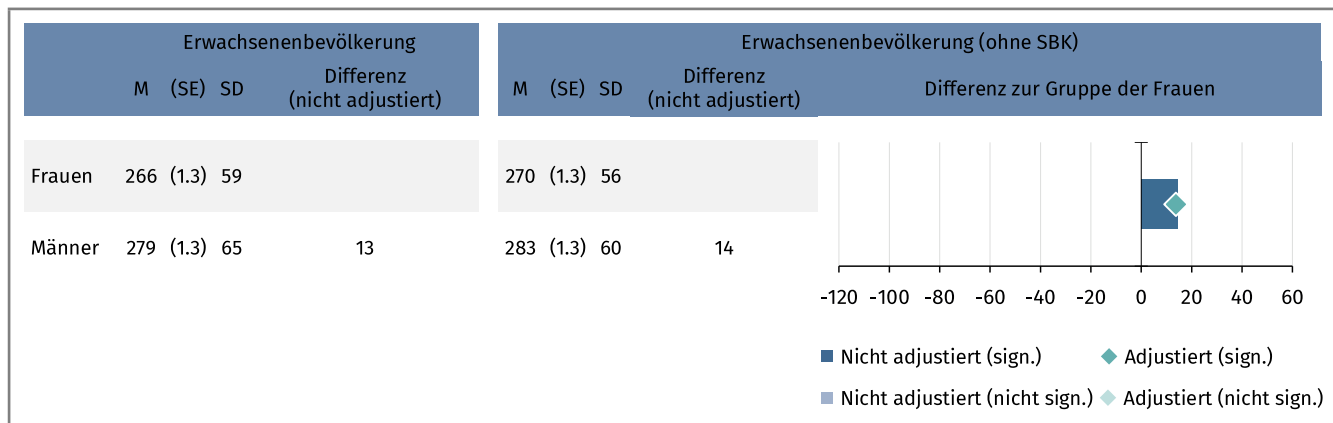 Erwachsenenbevölkerung
M (SE) SD Differenz (nicht adjustiert)
Erwachsenenbevölkerung (ohne SBK)
M (SE) SD Differenz (nicht adjustiert) Differenz zur Gruppe der Frauen
Frauen 266 (1.3) 59 270 (1.3) 56
Männer 279 (1.3) 65 13 283 (1.3) 60 14
-120 -100 -80 -60 -40 -20 0 20 40 60
Nicht adjustiert (sign.) Adjustiert (sign.)
Nicht adjustiert (nicht sign.) Adjustiert (nicht sign.)